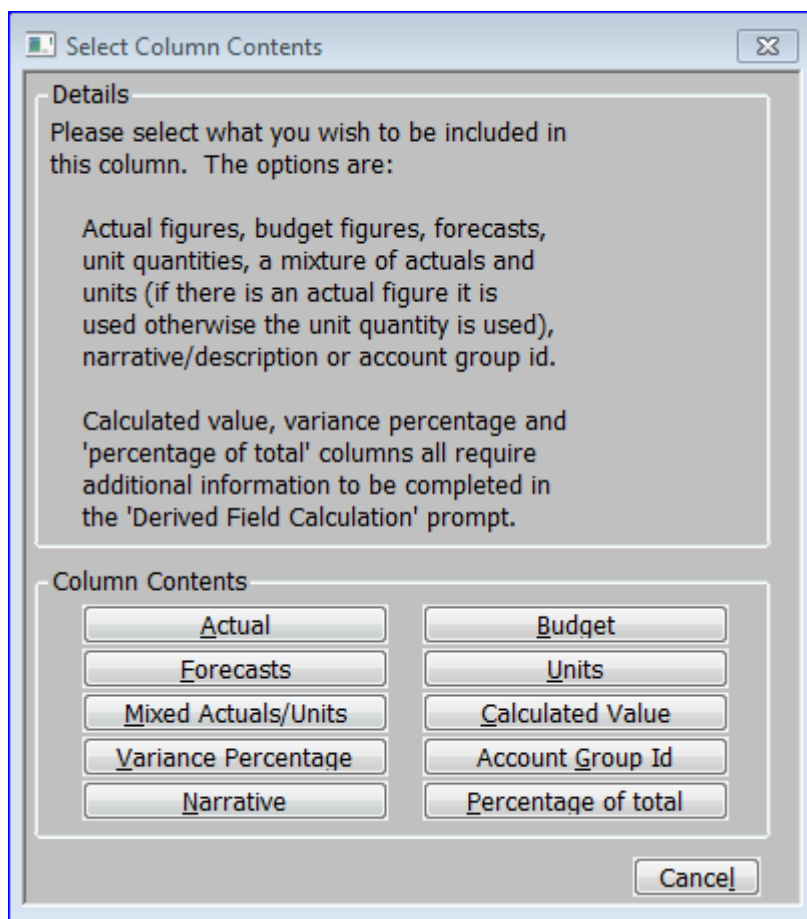 Select Column Contents
Details
Please select what you wish to be included in
this column. The options are:
Actual figures, budget figures, forecasts,
unit quantities, a mixture of actuals and
units (if there is an actual figure it is
used otherwise the unit quantity is used),
narrative/description or account group id.
Calculated value, variance percentage and
'percentage of total' columns all require
additional information to be completed in
the 'Derived Field Calculation' prompt.
Column Contents
Actual
Budget
Forecasts
Units
Mixed Actuals/Units
Calculated Value
Variance Percentage
Account Group Id
Narrative
Percentage of total
Cancel